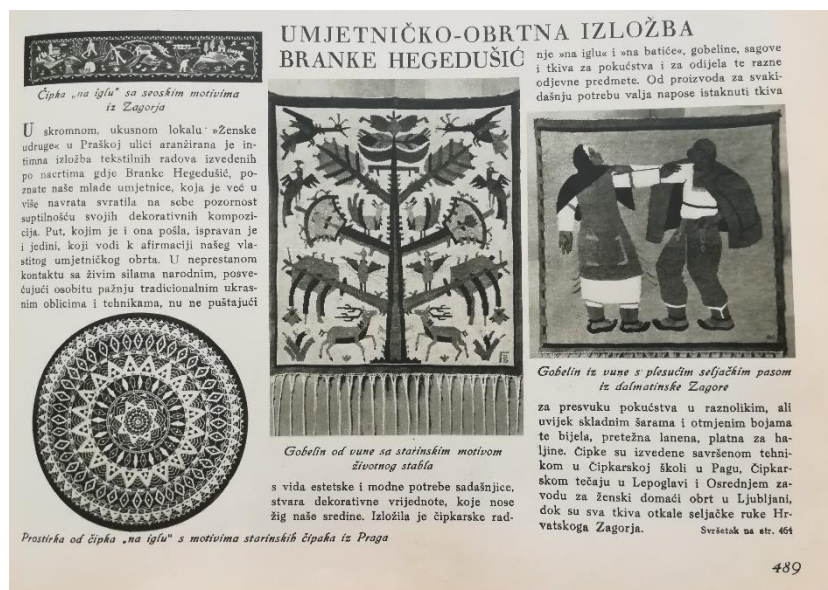 UMJETNIČKO-OBRTNA IZLOŽBA
BRANKE HEGEDUŠIĆ
Čipka „na iglu" sa seoskim motivima
iz Zagorja
U skromnom, ukusnom lokalu »Ženske
udruge« u Praškoj ulici aranžirana je in-
timna izložba tekstilnih radova izvedenih
po nacrtima gdje Branke Hegedušić, po-
znate naše mlade umjetnice, koja je već u
više navrata svratila na sebe pozornost
suptilnošću svojih dekorativnih kompozi-
cija. Put, kojim je i ona pošla, ispravan je
i jedini, koji vodi k afirmaciji našeg vla-
stitog umjetničkog obrta. U neprestanom
kontaktu sa živim silama narodnim, posve-
ćujući osobitu pažnju tradicionalnim ukras-
nim oblicima i tehnikama, nu ne puštajući
Prostirka od čipka „na iglu" s motivima starinskih čipaka iz Praga
Gobelin od vune sa starinskim motivom
životnog stabla
s vida estetske i modne potrebe sadašnjice,
stvara dekorativne vrijednote, koje nose
žig naše sredine. Izložila je čipkarske rad-
nje »na iglu« i »na batiće«, gobeline, sagove
i tkiva za pokućstva i za odijela te razne
odjevne predmete. Od proizvoda za svaki-
dašnju potrebu valja napose istaknuti tkiva
Gobelin iz vune s plesućim seljačkim pasom
iz dalmatinske Zagore
za presvuku pokućstva u raznolikim, ali
uvijek skladnim šarama i otmjenim bojama
te bijela, pretežna lanena, platna za ha-
ljine. Čipke su izvedene savršenom tehni-
kom u Čipkarskoj školi u Pagu, Čipkar-
skom tečaju u Lepoglavi i Osrednjem za-
vodu za ženski domaći obrt u Ljubljani,
dok su sva tkiva otkale seljačke ruke Hr-
vatskoga Zagorja.
Svršetak na str. 464
489